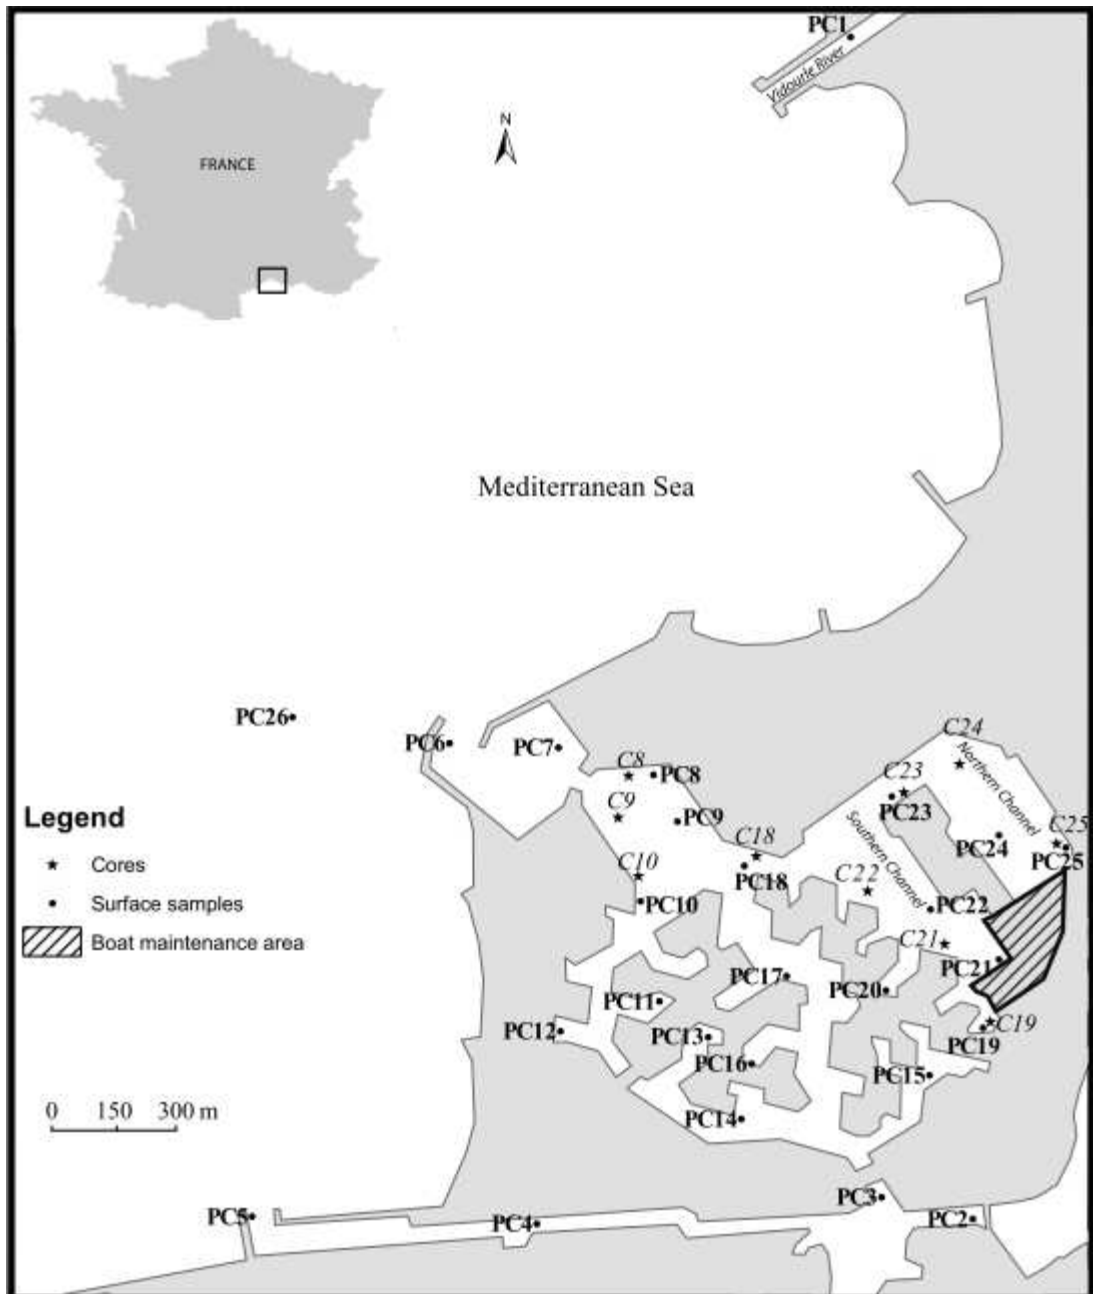 PC1
Vidourle River
N
FRANCE
Mediterranean Sea
C24
PC26
PC6
PC7
C8
PC8
C23
PC23
Northern Channel
C9
PC9
Southern Channel
C25
PC24
PC25
C18
PC18
C10
PC10
C22
PC22
C21
PC21
Legend
Cores
Surface samples
Boat maintenance area
PC17
PC20
PC11
PC12
PC13
C19
PC19
PC16
PC15
PC14
0 150 300 m
PC3
PC5
PC4
PC2